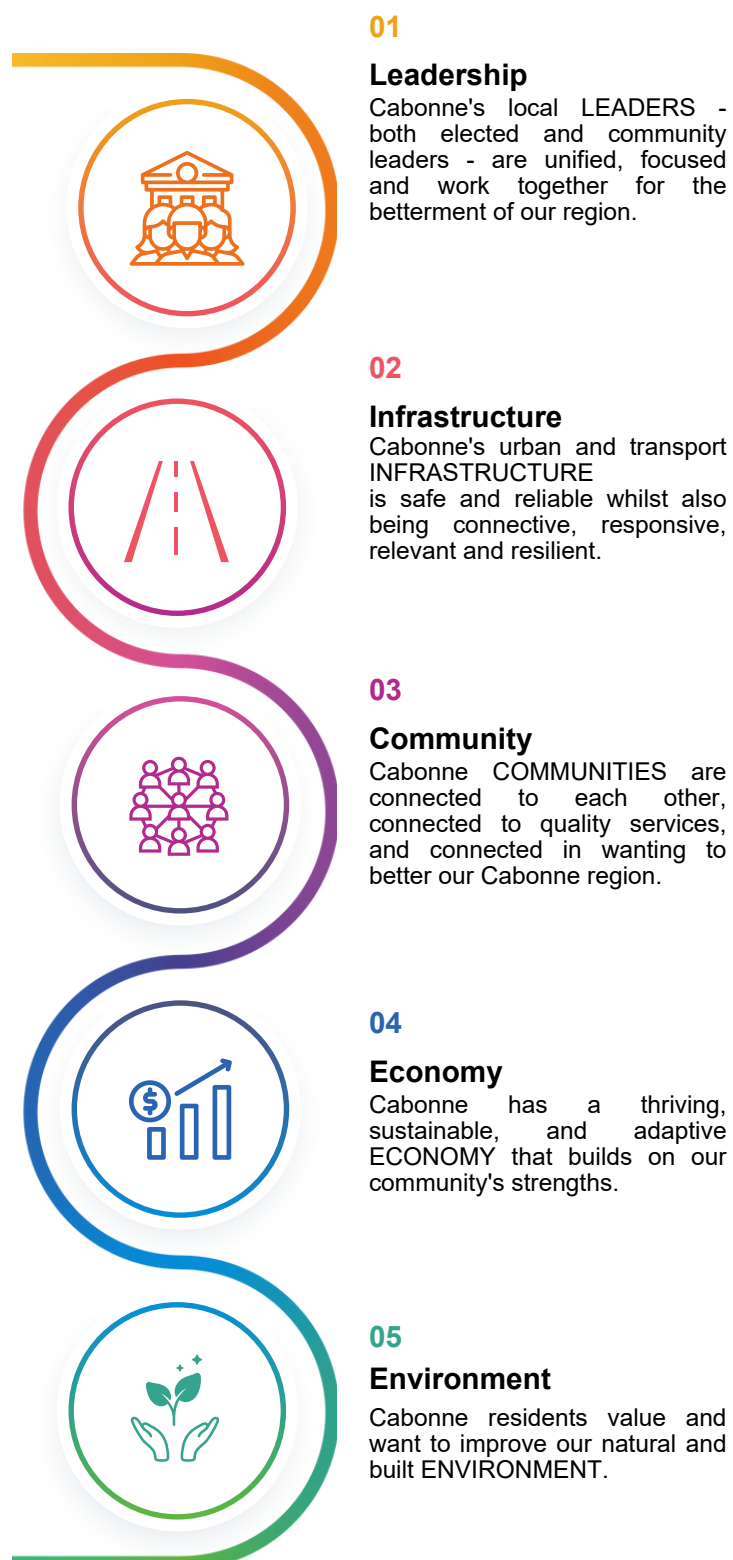 01
Leadership
Cabonne's local LEADERS -
both elected and community
leaders - are unified, focused
and work together for the
betterment of our region.
02
Infrastructure
Cabonne's urban and transport
INFRASTRUCTURE
is safe and reliable whilst also
being connective, responsive,
relevant and resilient.
03
Community
Cabonne COMMUNITIES are
connected to each other,
connected to quality services,
and connected in wanting to
better our Cabonne region.
04
Economy
Cabonne has a thriving,
sustainable, and adaptive
ECONOMY that builds on our
community's strengths.
05
Environment
Cabonne residents value and
want to improve our natural and
built ENVIRONMENT.
$